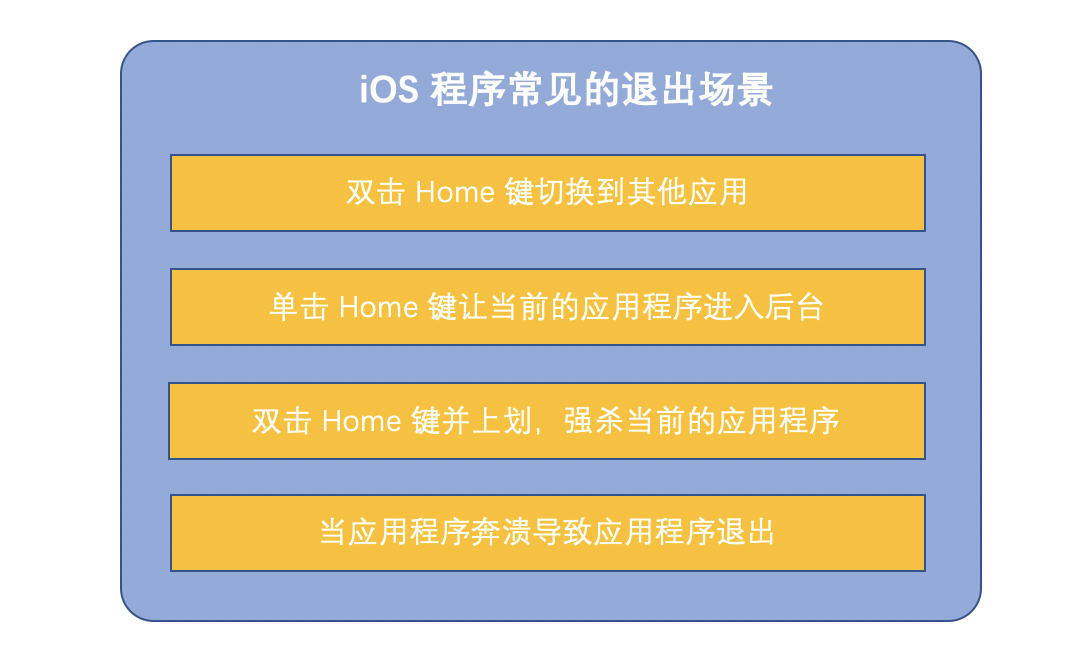 iOS 程序常见的退出场景
双击 Home 键切换到其他应用
单击 Home 键让当前的应用程序进入后台
双击 Home 键并上划，强杀当前的应用程序
当应用程序奔溃导致应用程序退出